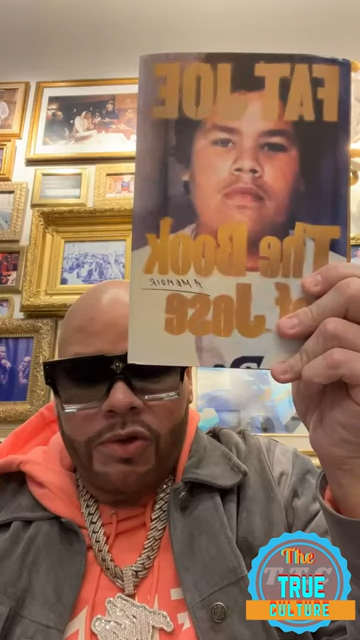 FAT JOE
The Book
of Jose
A MEMOIR
The
TRUE
CULTURE